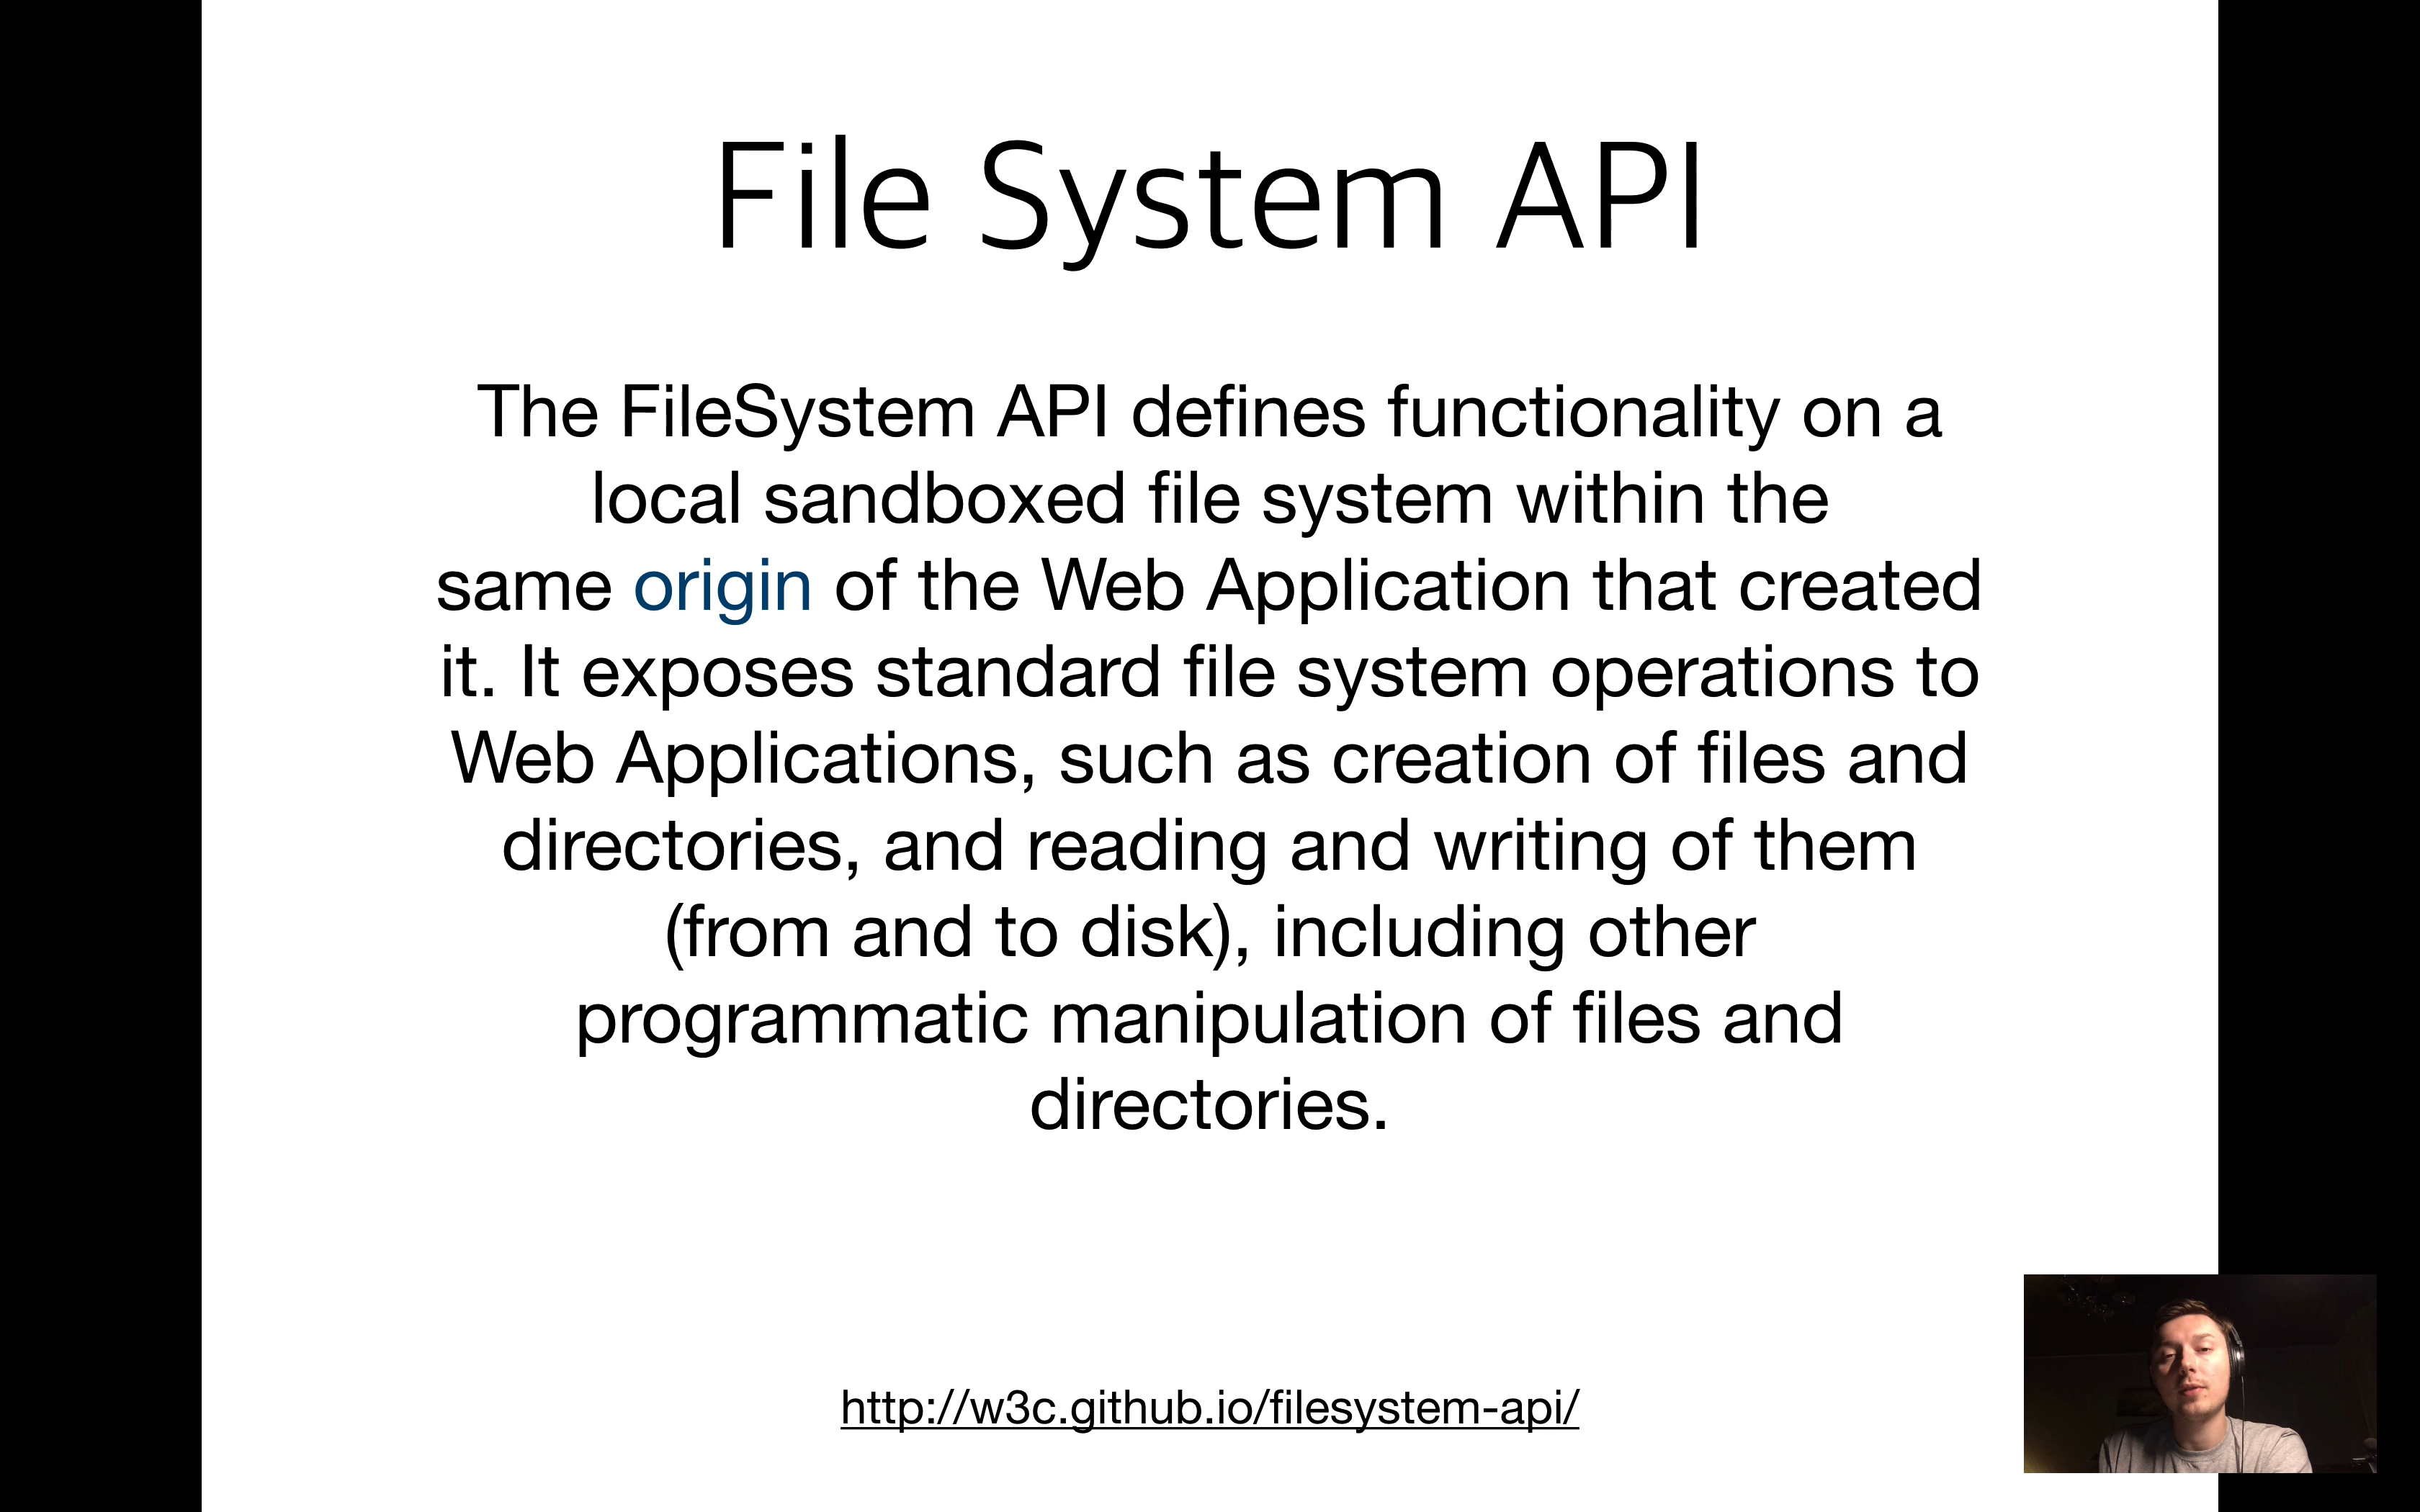 File System API
The FileSystem API defines functionality on a
local sandboxed file system within the
same origin of the Web Application that created
it. It exposes standard file system operations to
Web Applications, such as creation of files and
directories, and reading and writing of them
(from and to disk), including other
programmatic manipulation of files and
directories.
http://w3c.github.io/filesystem-api/